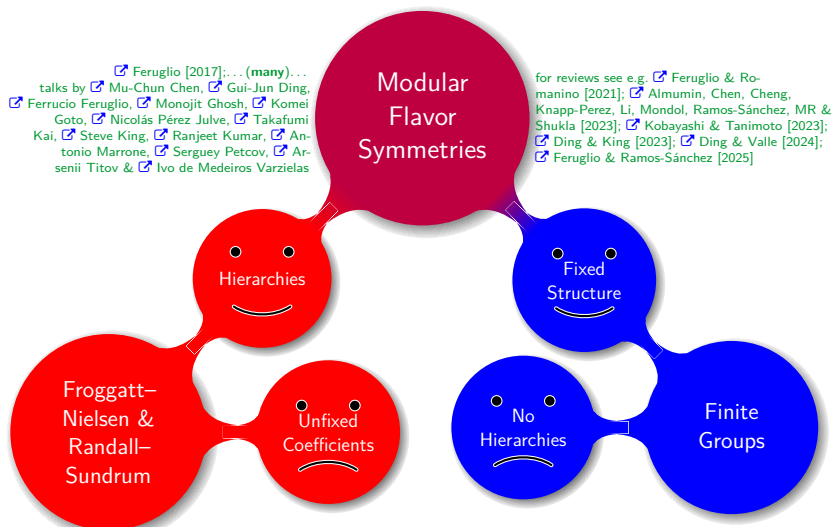 Feruglio [2017];...(many)...
talks by Mu-Chun Chen, Gui-Jun Ding,
Ferrucio Feruglio, Monojit Ghosh, Komei
Goto, Nicolás Pérez Julve, Takafumi
Kai, Steve King, Ranjeet Kumar, An-
tonio Marrone, Serguey Petcov, Ar-
senii Titov & Ivo de Medeiros Varzielas
Modular
Flavor
Symmetries
for reviews see e.g. Feruglio & Ro-
manino [2021]; Almumin, Chen, Cheng,
Knapp-Perez, Li, Mondol, Ramos-Sánchez, MR &
Shukla [2023]; Kobayashi & Tanimoto [2023];
Ding & King [2023]; Ding & Valle [2024];
Feruglio & Ramos-Sánchez [2025]
Hierarchies
Fixed
Structure
Froggatt–
Nielsen &
Randall–
Sundrum
Unfixed
Coefficients
No
Hierarchies
Finite
Groups